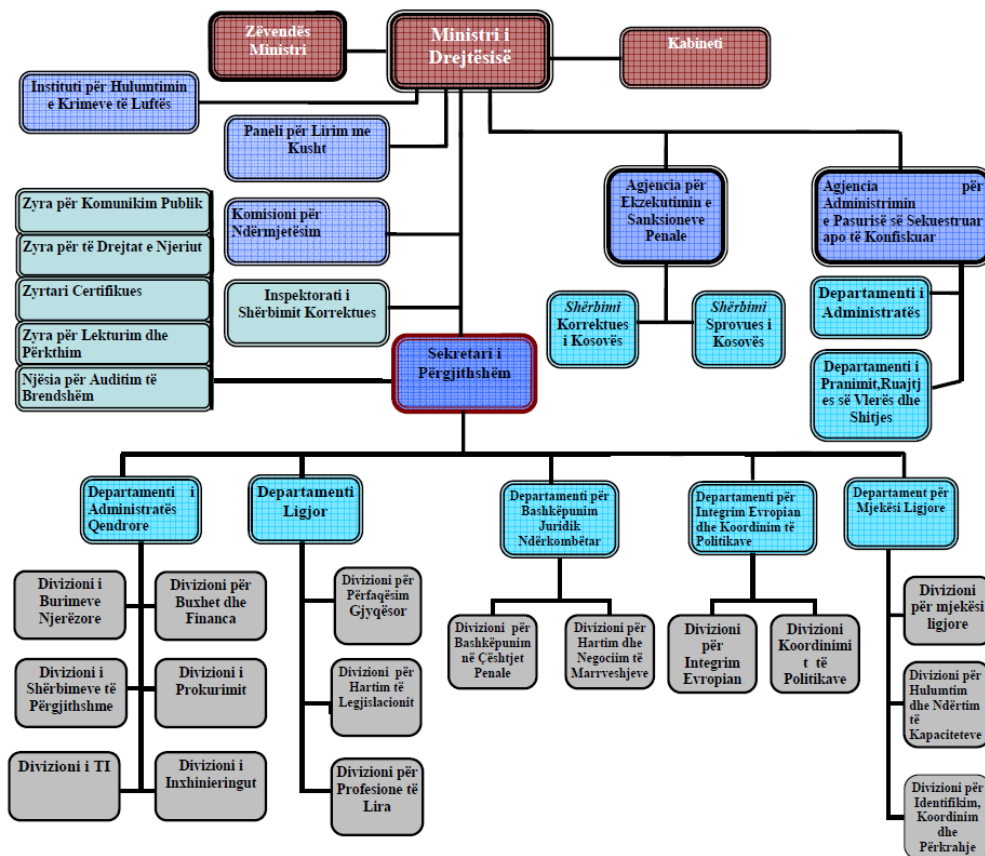 Zëvendës
Ministri
Ministri i
Drejtësisë
Kabineti
Instituti për Hulumtimin
e Krimeve të Luftës
Paneli për Lirim me
Kusht
Zyra për Komunikim Publik
Zyra për të Drejtat e Njeriut
Zyrtari Certifikues
Zyra për Lekturim dhe
Përkthim
Njësia për Auditim të
Brendshëm
Komisioni për
Ndërmjetësim
Inspektorati i
Shërbimit Korrektues
Sekretari i
Përgjithshëm
Agjencia për
Ekzekutimin e
Sanksioneve
Penale
Agjencia për
Administrimin
e Pasurisë së Sekuestruar
apo të Konfiskuar
Shërbimi
Korrektues
i Kosovës
Shërbimi
Sprovues i
Kosovës
Departamenti i
Administratës
Departamenti i
Pranimit,Ruajtj
es së Vlerës dhe
Shitjes
Departamenti i
Administratës
Qendrore
Departamenti
Ligjor
Departamenti për
Bashkëpunim
Juridik
Ndërkombëtar
Departamenti për
Integrim Evropian
dhe Koordinim të
Politikave
Department për
Mjekësi Ligjore
Divizioni i
Burimeve
Njerëzore
Divizioni për
Buxhet dhe
Financa
Divizioni i
Shërbimeve të
Përgjithshme
Divizioni i
Prokurimit
Divizioni i TI
Divizioni i
Inxhinieringut
Divizioni për
Përfaqësim
Gjyqësor
Divizioni për
Hartim të
Legjislacionit
Divizioni për
Profesione të
Lira
Divizioni për
Bashkëpunim
në Çështjet
Penale
Divizioni për
Hartim dhe
Negociim të
Marrveshjeve
Divizioni
për
Integrim
Evropian
Divizioni
Koordinimi
t të
Politikave
Divizioni
për mjekësi
ligjore
Divizioni për
Hulumtim
dhe Ndërtim
të
Kapaciteteve
Divizioni për
Identifikim,
Koordinim
dhe
Përkrahje